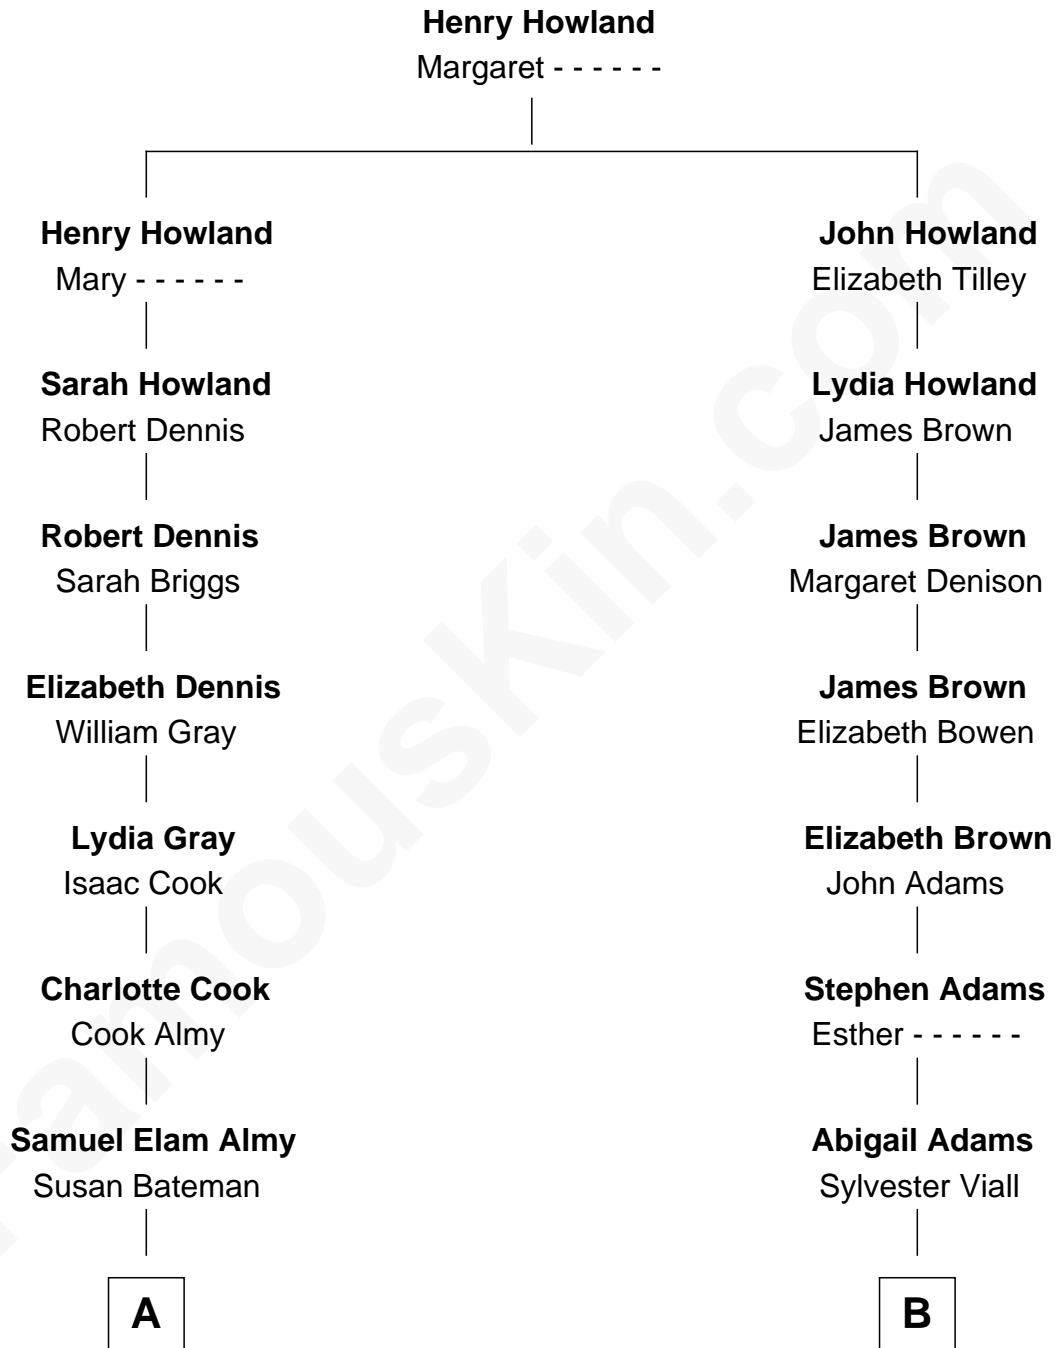 Henry Howland
Margaret - - - - - -
Henry Howland
Mary - - - - - -
Sarah Howland
Robert Dennis
Robert Dennis
Sarah Briggs
Elizabeth Dennis
William Gray
Lydia Gray
Isaac Cook
Charlotte Cook
Cook Almy
Samuel Elam Almy
Susan Bateman
A
John Howland
Elizabeth Tilley
Lydia Howland
James Brown
James Brown
Margaret Denison
James Brown
Elizabeth Bowen
Elizabeth Brown
John Adams
Stephen Adams
Esther - - - - - -
Abigail Adams
Sylvester Viall
B
FamousKin.com